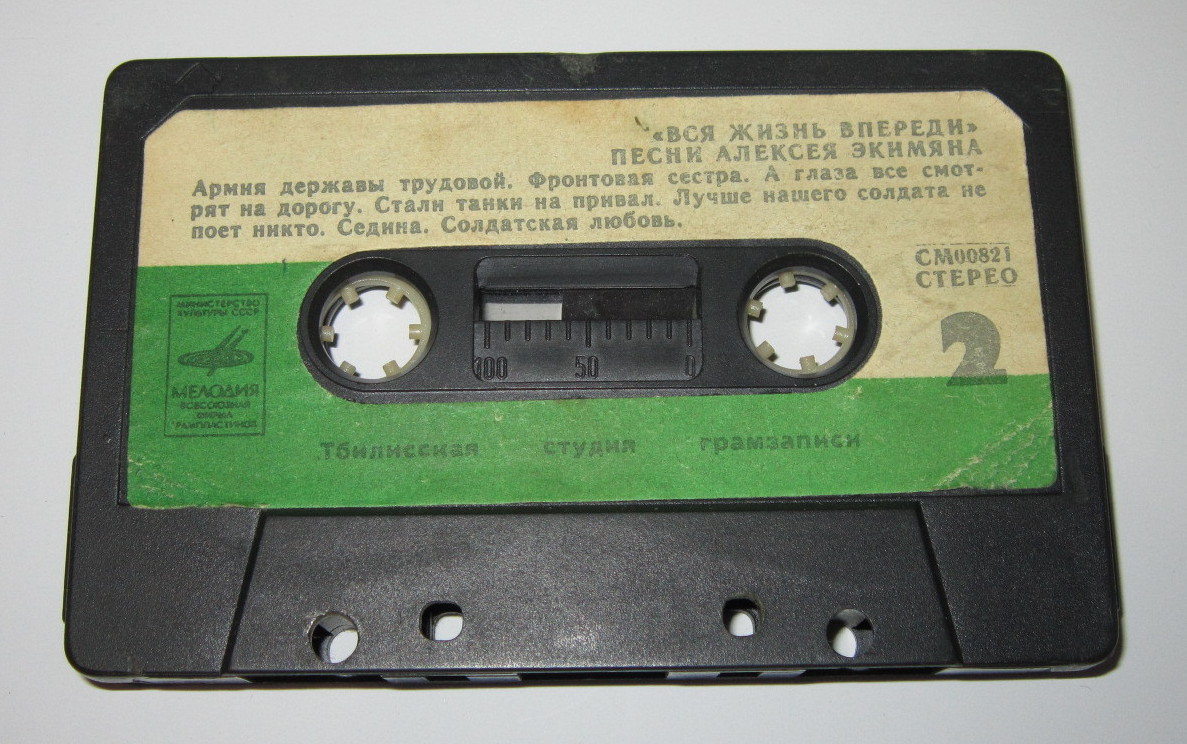 «ВСЯ ЖИЗНЬ ВПЕРЕДИ»
ПЕСНИ АЛЕКСЕЯ ЭКИМЯНА
Армия державы трудовой. Фронтовая сестра. А глаза все смот-
рят на дорогу. Стали танки на привал. Лучше нашего солдата не
поет никто. Седина. Солдатская любовь.
СМ00821
СТЕРЕО
МИНИСТЕРСТВО
КУЛЬТУРЫ СССР
МЕЛОДИЯ
ВСЕСОЮЗНАЯ
ФИРМА
ГРАМПЛАСТИНОК
100 50 0
2
Тбилисская студия грамзаписи